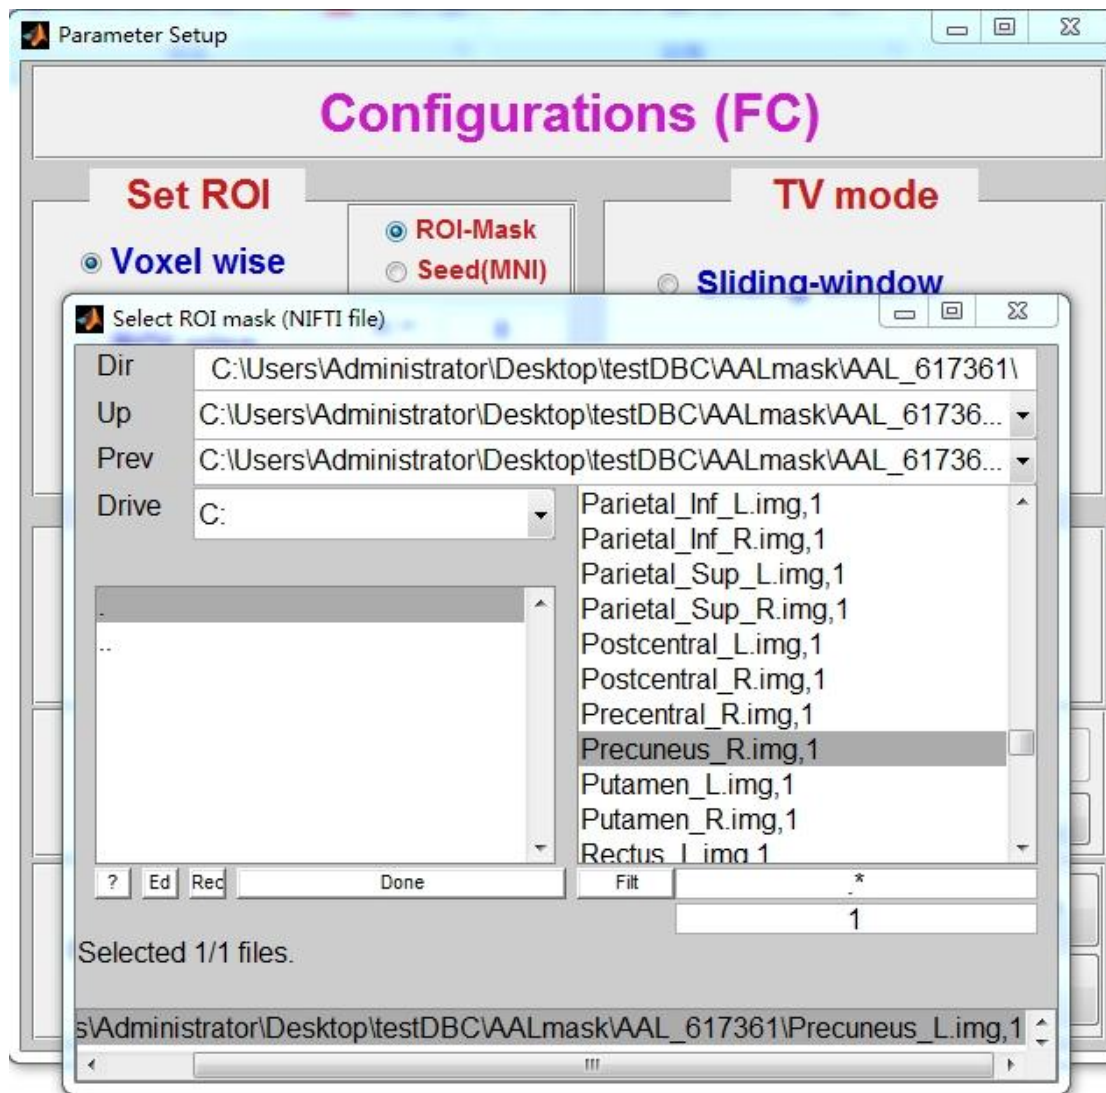 Parameter Setup
Configurations (FC)
Set ROI
TV mode
ROI-Mask
Voxel wise
Seed(MNI)
Sliding-window
Select ROI mask (NIFTI file)
Dir C:\Users\Administrator\Desktop\testDBC\AALmask\AAL_617361\
Up C:\Users\Administrator\Desktop\testDBC\AALmask\AAL_61736...
Prev C:\Users\Administrator\Desktop\testDBC\AALmask\AAL_61736...
Drive C:
.
..
Parietal_Inf_L.img,1
Parietal_Inf_R.img,1
Parietal_Sup_L.img,1
Parietal_Sup_R.img,1
Postcentral_L.img,1
Postcentral_R.img,1
Precentral_R.img,1
Precuneus_R.img,1
Putamen_L.img,1
Putamen_R.img,1
Rectus_L.img,1
? Ed Rec Done Filt .*
1
Selected 1/1 files.
s\Administrator\Desktop\testDBC\AALmask\AAL_617361\Precuneus_L.img,1